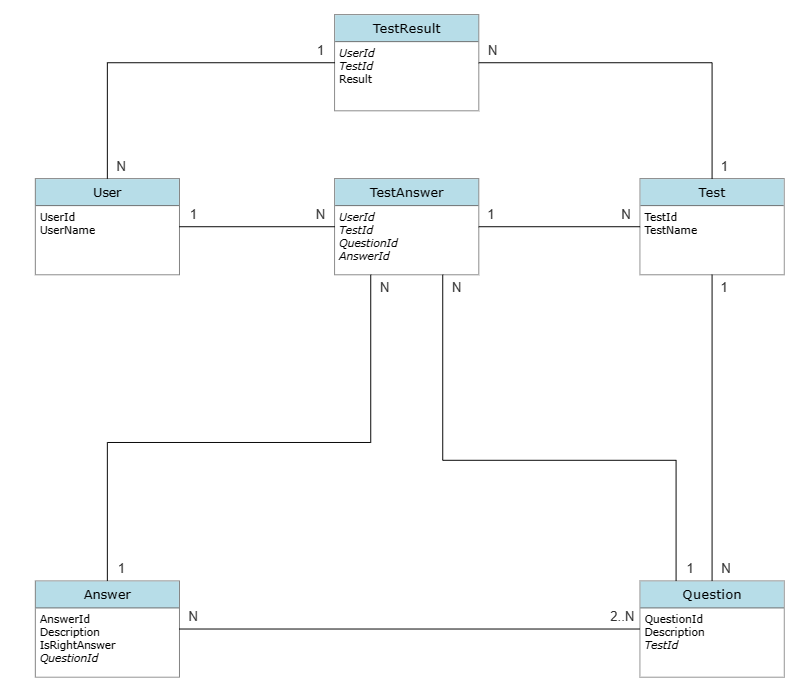 TestResult
1
UserId
N
TestId
Result
N
1
User
TestAnswer
Test
UserId
UserName
1
N
UserId
TestId
QuestionId
AnswerId
1
N
TestId
TestName
N
N
1
1
1
N
Answer
Question
AnswerId
Description
IsRightAnswer
QuestionId
N
2..N
QuestionId
Description
TestId